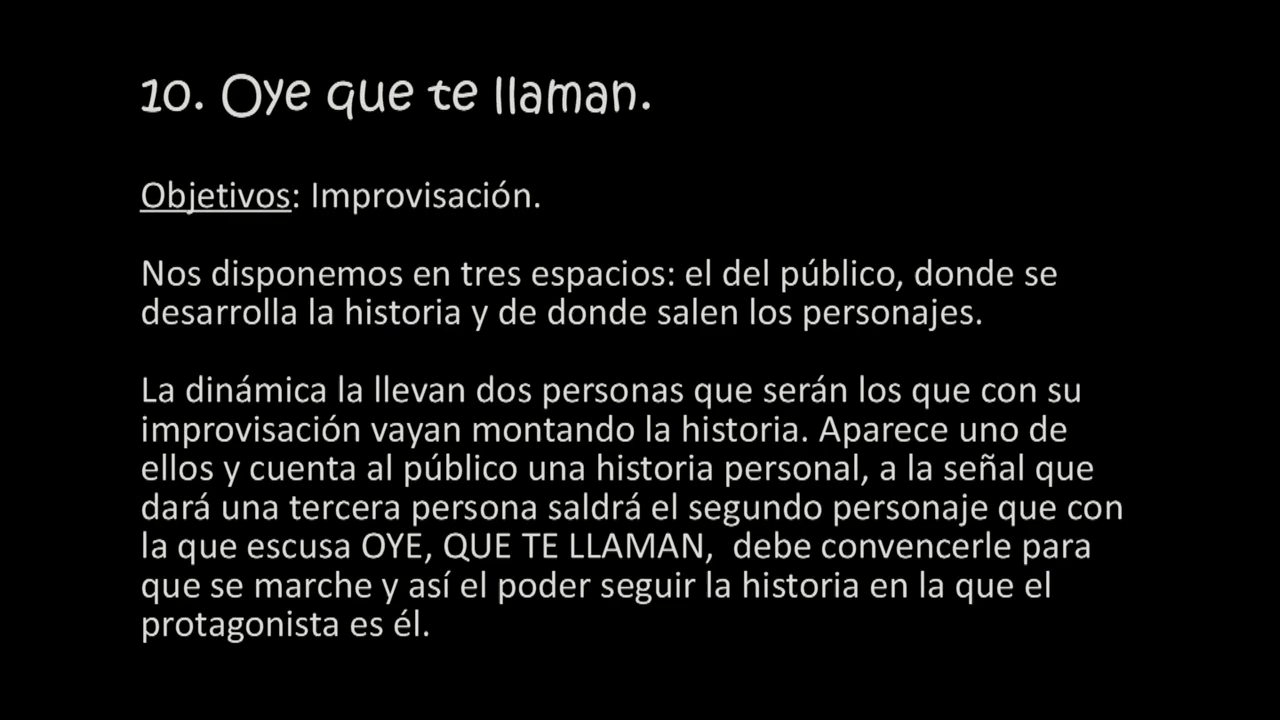 10. Oye que te llaman.
Objetivos: Improvisación.
Nos disponemos en tres espacios: el del público, donde se
desarrolla la historia y de donde salen los personajes.
La dinámica la llevan dos personas que serán los que con su
improvisación vayan montando la historia. Aparece uno de
ellos y cuenta al público una historia personal, a la señal que
dará una tercera persona saldrá el segundo personaje que con
la que escusa OYE, QUE TE LLAMAN,  debe convencerle para
que se marche y así el poder seguir la historia en la que el
protagonista es él.